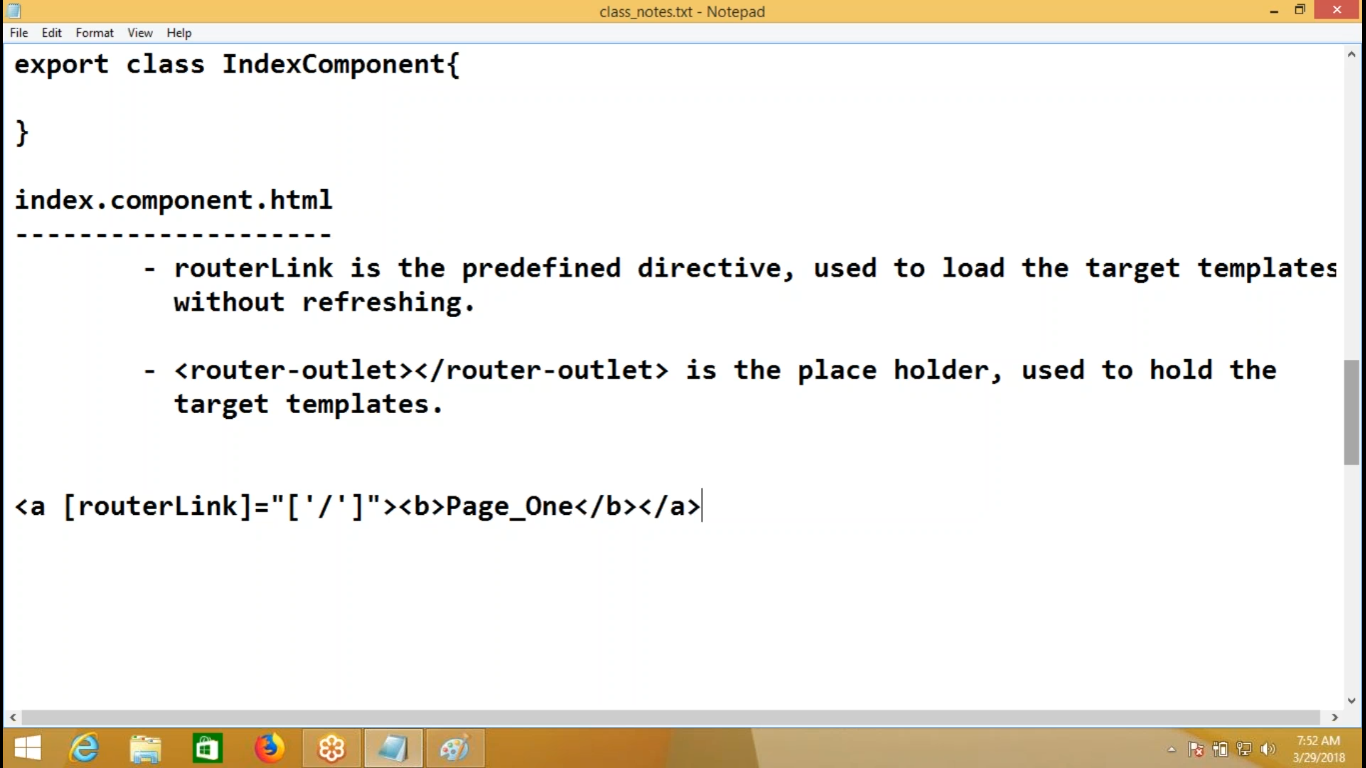 class_notes.txt - Notepad
File Edit Format View Help
export class IndexComponent{
}
index.component.html
--------------------
- routerLink is the predefined directive, used to load the target templates
without refreshing.
- <router-outlet></router-outlet> is the place holder, used to hold the
target templates.
<a [routerLink]="['/']"><b>Page_One</b></a>
7:52 AM
3/29/2018